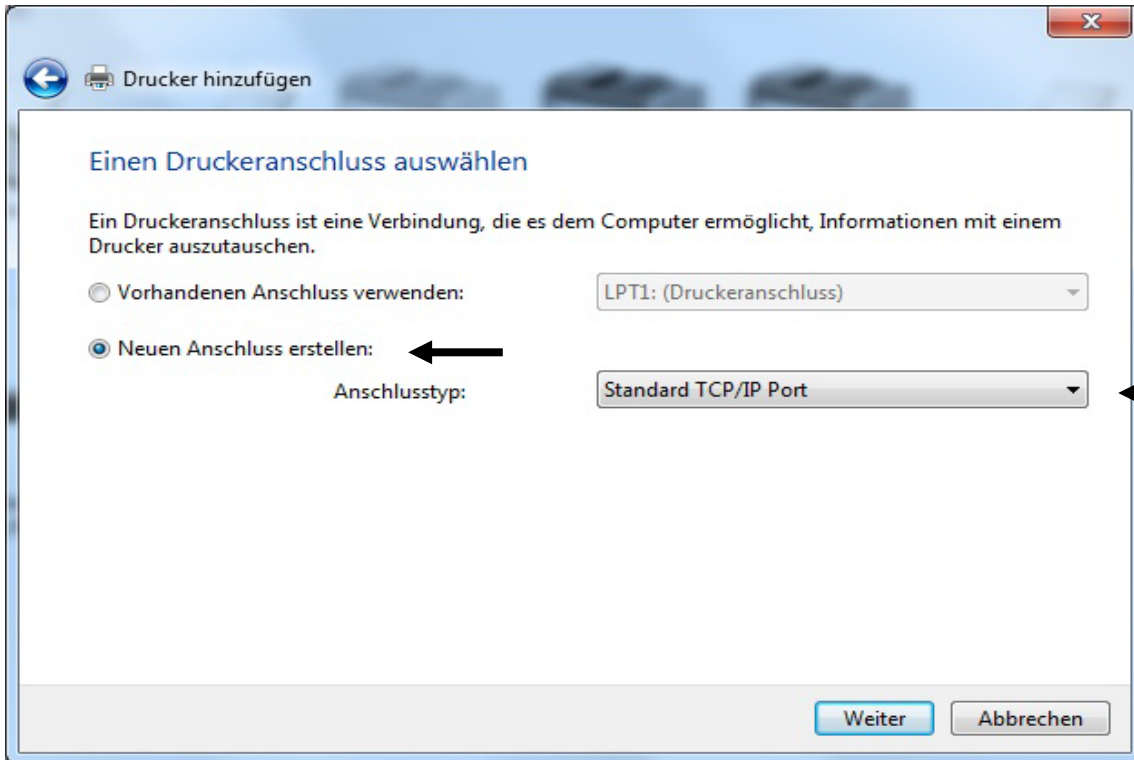 Drucker hinzufügen
Einen Druckeranschluss auswählen
Ein Druckeranschluss ist eine Verbindung, die es dem Computer ermöglicht, Informationen mit einem
Drucker auszutauschen.
Vorhandenen Anschluss verwenden: LPT1: (Druckeranschluss)
Neuen Anschluss erstellen:
Anschlusstyp: Standard TCP/IP Port
Weiter Abbrechen